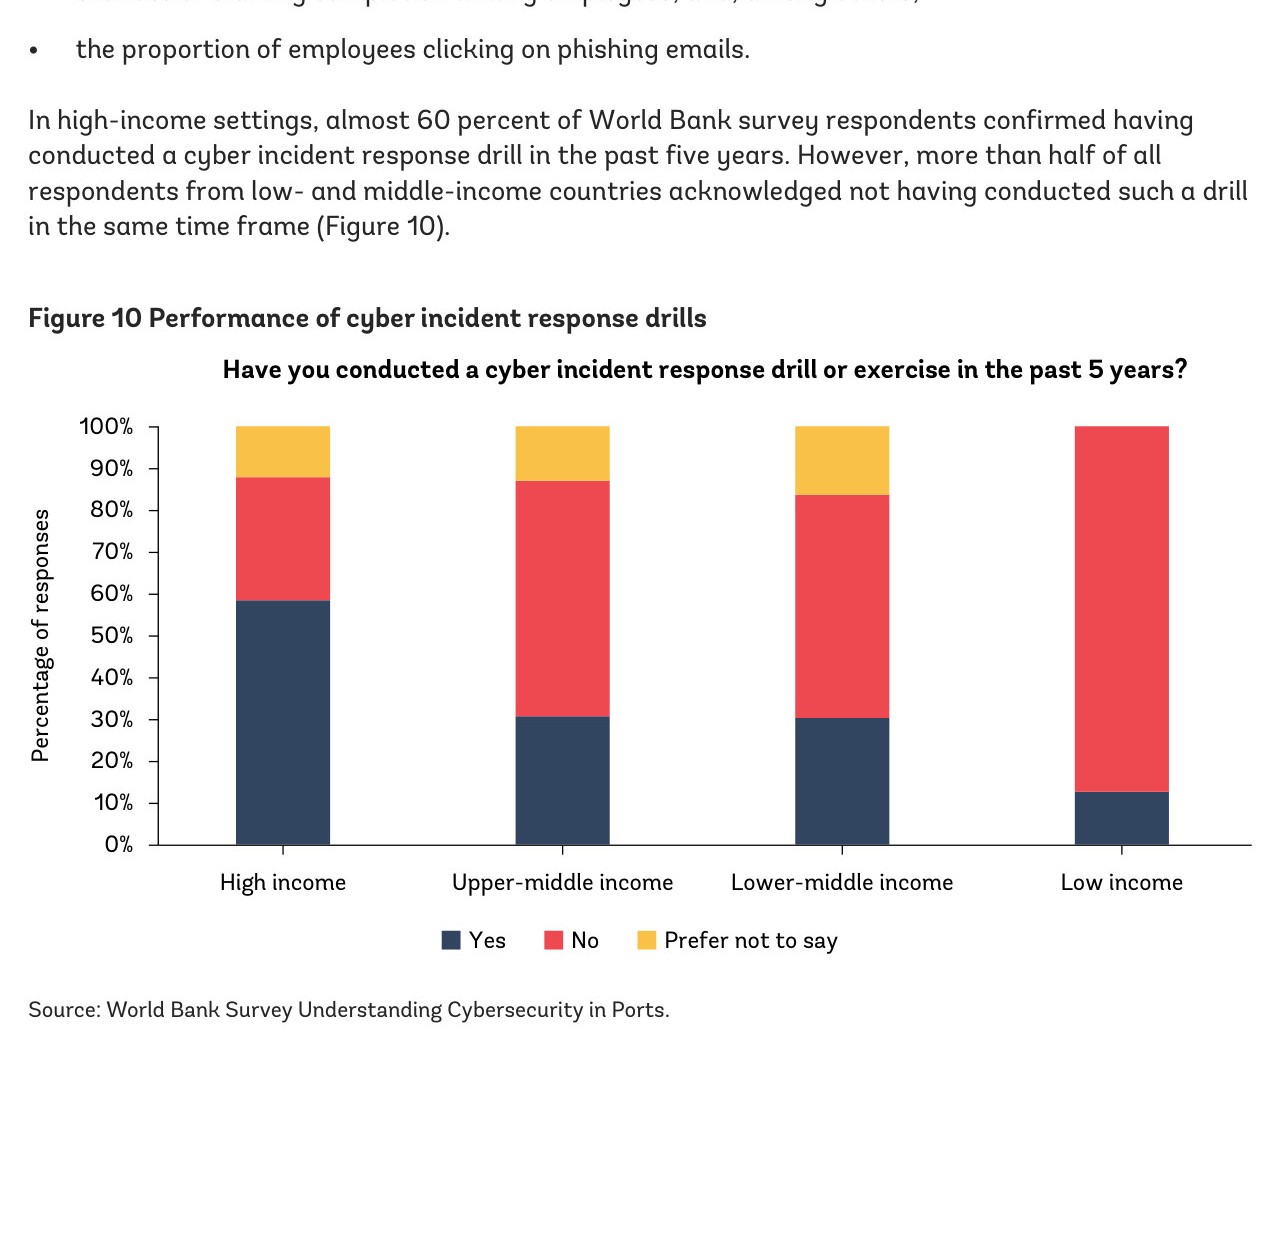 • the proportion of employees clicking on phishing emails.
In high-income settings, almost 60 percent of World Bank survey respondents confirmed having
conducted a cyber incident response drill in the past five years. However, more than half of all
respondents from low- and middle-income countries acknowledged not having conducted such a drill
in the same time frame (Figure 10).
Figure 10 Performance of cyber incident response drills
Have you conducted a cyber incident response drill or exercise in the past 5 years?
Percentage of responses
100%
90%
80%
70%
60%
50%
40%
30%
20%
10%
0%
High income Upper-middle income Lower-middle income Low income
Yes No Prefer not to say
Source: World Bank Survey Understanding Cybersecurity in Ports.